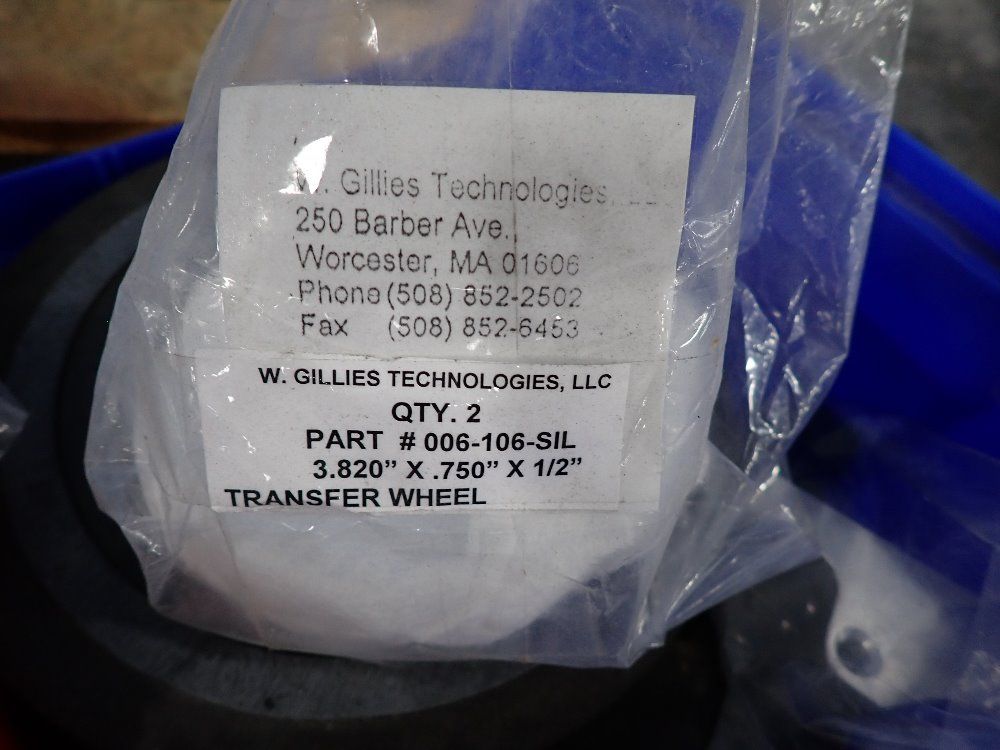 W. Gillies Technologies,
250 Barber Ave.
Worcester, MA 01606
Phone (508) 852-2502
Fax (508) 852-6453
W. GILLIES TECHNOLOGIES, LLC
QTY. 2
PART # 006-106-SIL
3.820” X .750” X 1/2”
TRANSFER WHEEL